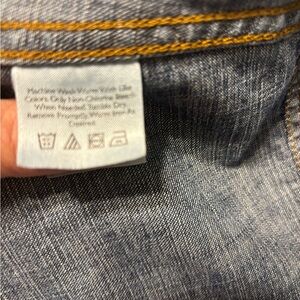 Machine Wash Warm With Like
Colors. Only Non-Chlorine Bleach
When Needed. Tumble Dry.
Remove Promptly. Warm Iron As
Desired.